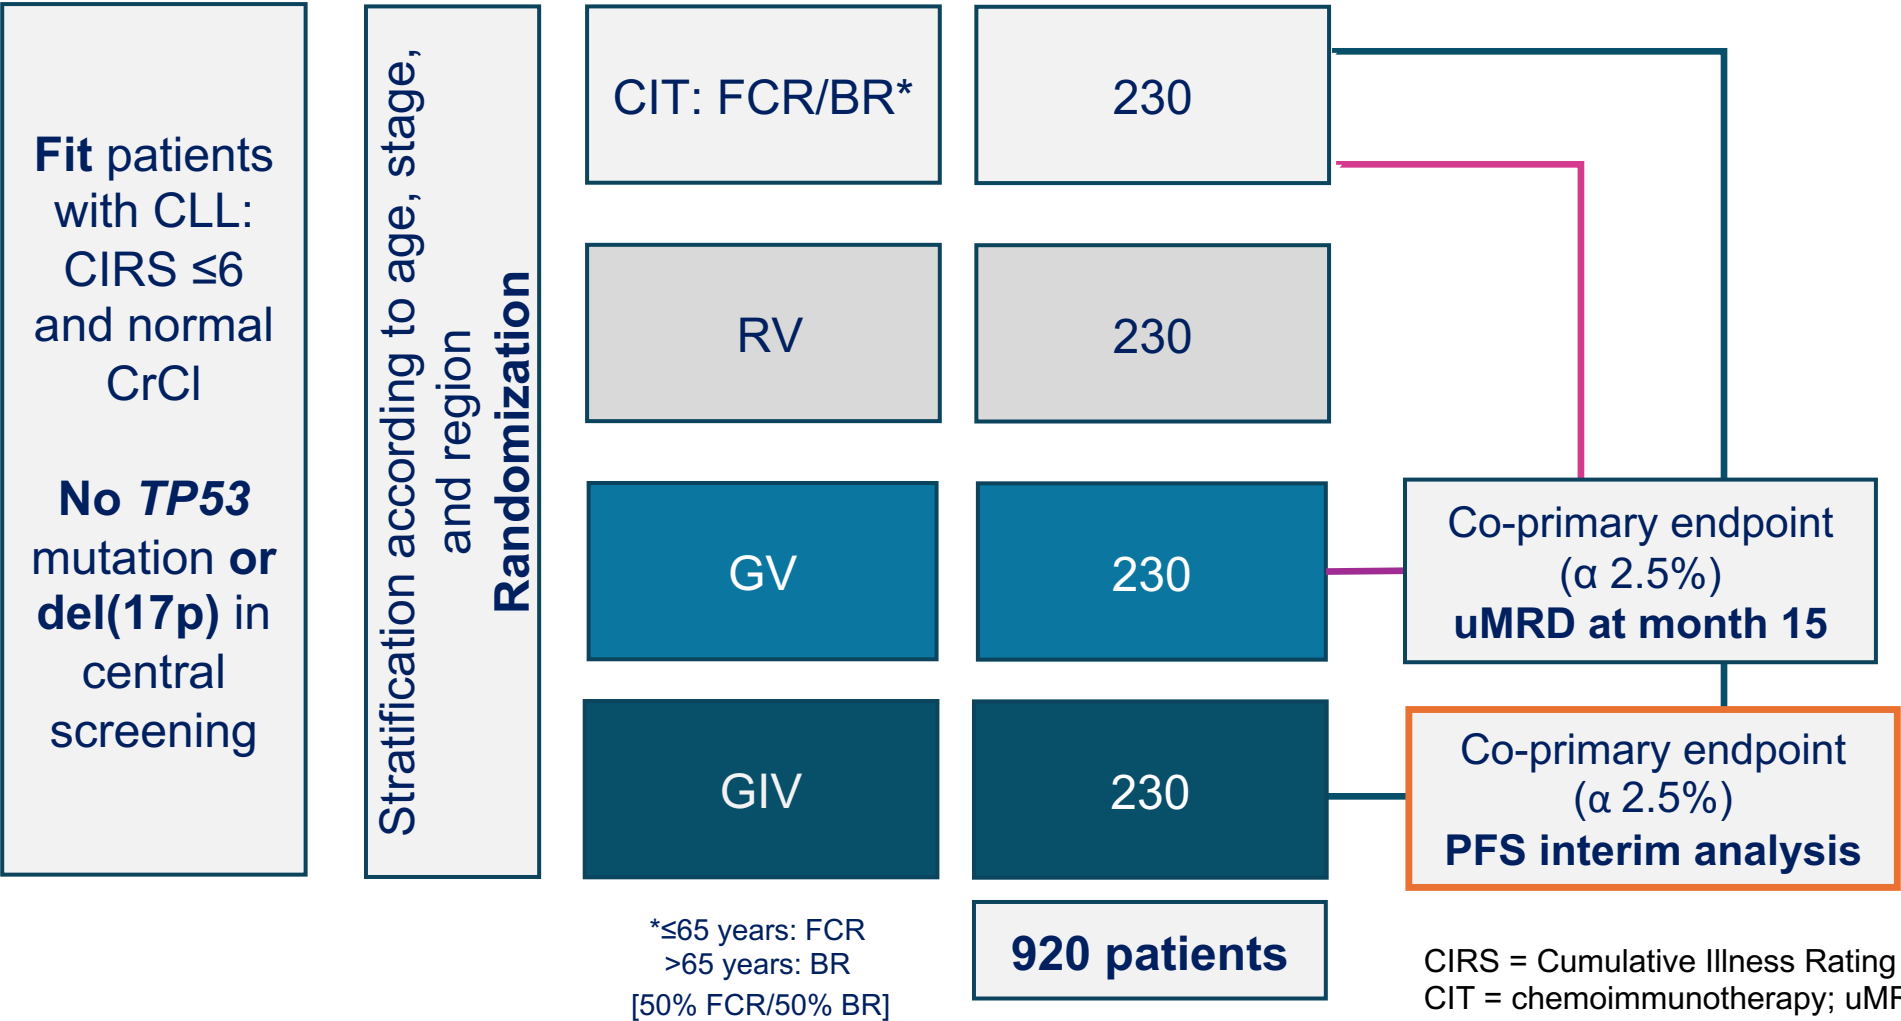 Fit patients
with CLL:
CIRS ≤6
and normal
CrCl
No TP53
mutation or
del(17p) in
central
screening
Stratification according to age, stage,
and region
Randomization
CIT: FCR/BR*
230
RV
230
GV
230
GIV
230
*≤65 years: FCR
>65 years: BR
[50% FCR/50% BR]
920 patients
Co-primary endpoint
(α 2.5%)
uMRD at month 15
Co-primary endpoint
(α 2.5%)
PFS interim analysis
CIRS = Cumulative Illness Rating
CIT = chemoimmunotherapy;